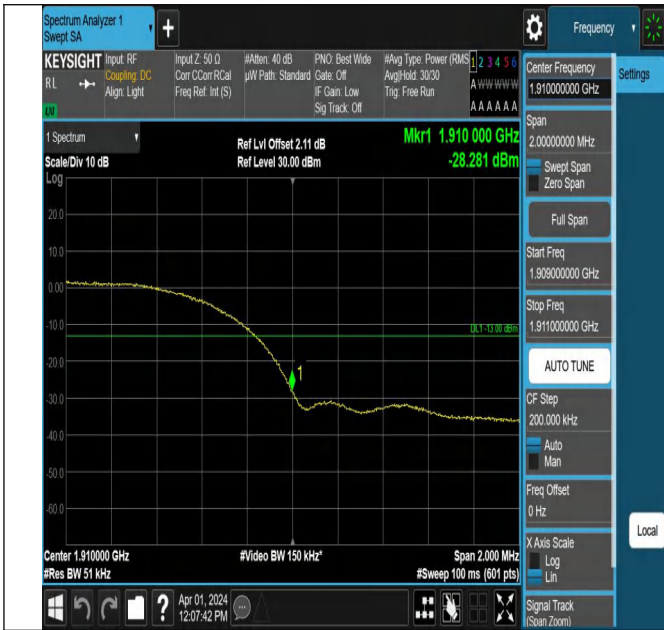 Spectrum Analyzer 1
Swept SA
Frequency
KEYSIGHT
RL
LXI
Input: RF
Coupling: DC
Align: Light
Input Z: 50 Ω
Corr CCorr RCal
Freq Ref: Int (S)
#Atten: 40 dB
µW Path: Standard
PNO: Best Wide
Gate: Off
IF Gain: Low
Sig Track: Off
#Avg Type: Power (RMS
Avg|Hold: 30/30
Trig: Free Run
1 2 3 4 5 6
A W W W W W
A A A A A A
1 Spectrum
Scale/Div 10 dB
Log
Ref Lvl Offset 2.11 dB
Ref Level 30.00 dBm
Mkr1 1.910 000 GHz
-28.281 dBm
20.0
10.0
0.00
-10.0
-20.0
-30.0
-40.0
-50.0
-60.0
DL1 -13.00 dBm
1
Center 1.910000 GHz
#Res BW 51 kHz
#Video BW 150 kHz*
Span 2.000 MHz
#Sweep 100 ms (601 pts)
Apr 01, 2024
12:07:42 PM
?
Center Frequency
1.910000000 GHz
Settings
Span
2.00000000 MHz
Swept Span
Zero Span
Full Span
Start Freq
1.909000000 GHz
Stop Freq
1.911000000 GHz
AUTO TUNE
CF Step
200.000 kHz
Auto
Man
Freq Offset
0 Hz
Local
X Axis Scale
Log
Lin
Signal Track
(Span Zoom)